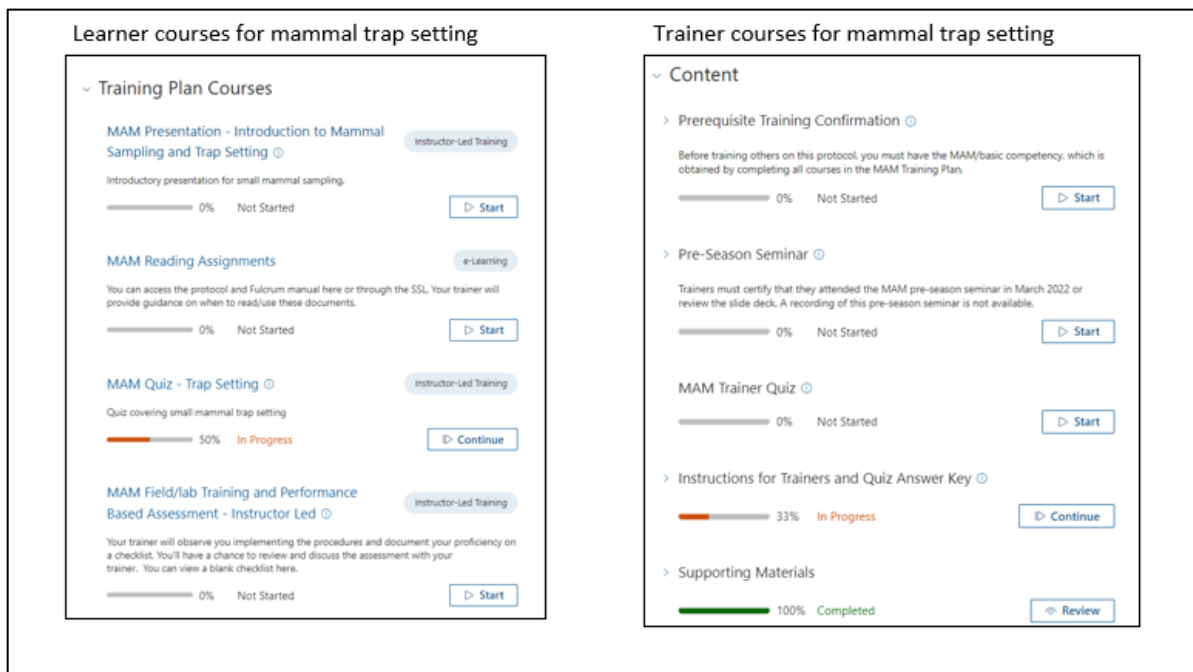 Learner courses for mammal trap setting
Training Plan Courses
MAM Presentation - Introduction to Mammal
Sampling and Trap Setting
Instructor-Led Training
Introductory presentation for small mammal sampling.
0% Not Started Start
MAM Reading Assignments
e-Learning
You can access the protocol and Fulcrum manual here or through the SSL. Your trainer will
provide guidance on when to read/use these documents.
0% Not Started Start
MAM Quiz - Trap Setting
Instructor-Led Training
Quiz covering small mammal trap setting
50% In Progress Continue
MAM Field/lab Training and Performance
Based Assessment - Instructor Led
Instructor-Led Training
Your trainer will observe you implementing the procedures and document your proficiency on
a checklist. You'll have a chance to review and discuss the assessment with your
trainer. You can view a blank checklist here.
0% Not Started Start
Trainer courses for mammal trap setting
Content
Prerequisite Training Confirmation
Before training others on this protocol, you must have the MAM/basic competency, which is
obtained by completing all courses in the MAM Training Plan.
0% Not Started Start
Pre-Season Seminar
Trainers must certify that they attended the MAM pre-season seminar in March 2022 or
review the slide deck. A recording of this pre-season seminar is not available.
0% Not Started Start
MAM Trainer Quiz
0% Not Started Start
Instructions for Trainers and Quiz Answer Key
33% In Progress Continue
Supporting Materials
100% Completed Review